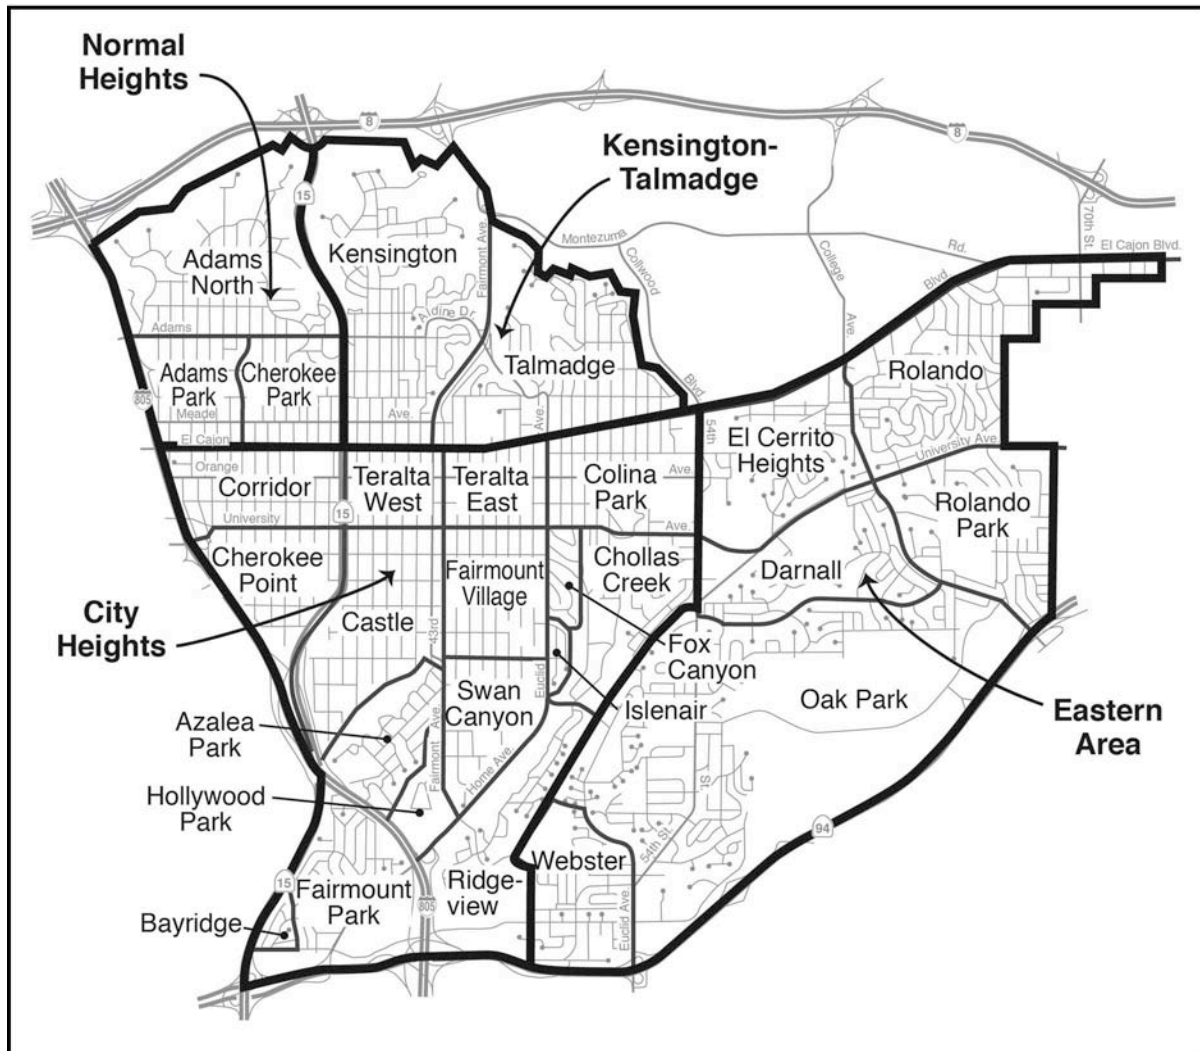 Normal
Heights
8
Kensington-
Talmadge
8
15
Kensington
Adams
North
Fairmont Ave.
Montezuma
Rd.
Collwood
Blvd.
College
Ave.
Blvd.
70th St.
El Cajon Blvd.
Aldine Dr.
Adams
Talmadge
Rolando
Adams
Park
Cherokee
Park
805
Meade
Ave.
Ave.
El Cajon
54th
El Cerrito
Heights
University Ave.
Orange
Ave.
Corridor
Teralta
West
Teralta
East
Colina
Park
15
University
Ave.
Rolando
Park
Cherokee
Point
Fairmount
Village
Chollas
Creek
Darnall
City
Heights
Castle
43rd
Fox
Canyon
Euclid
Swan
Canyon
Islenair
Oak Park
Eastern
Area
Azalea
Park
Fairmont
Ave.
Home Ave.
Hollywood
Park
St.
54th St.
94
Webster
15
Fairmount
Park
Ridge-
view
805
Euclid Ave.
Bayridge